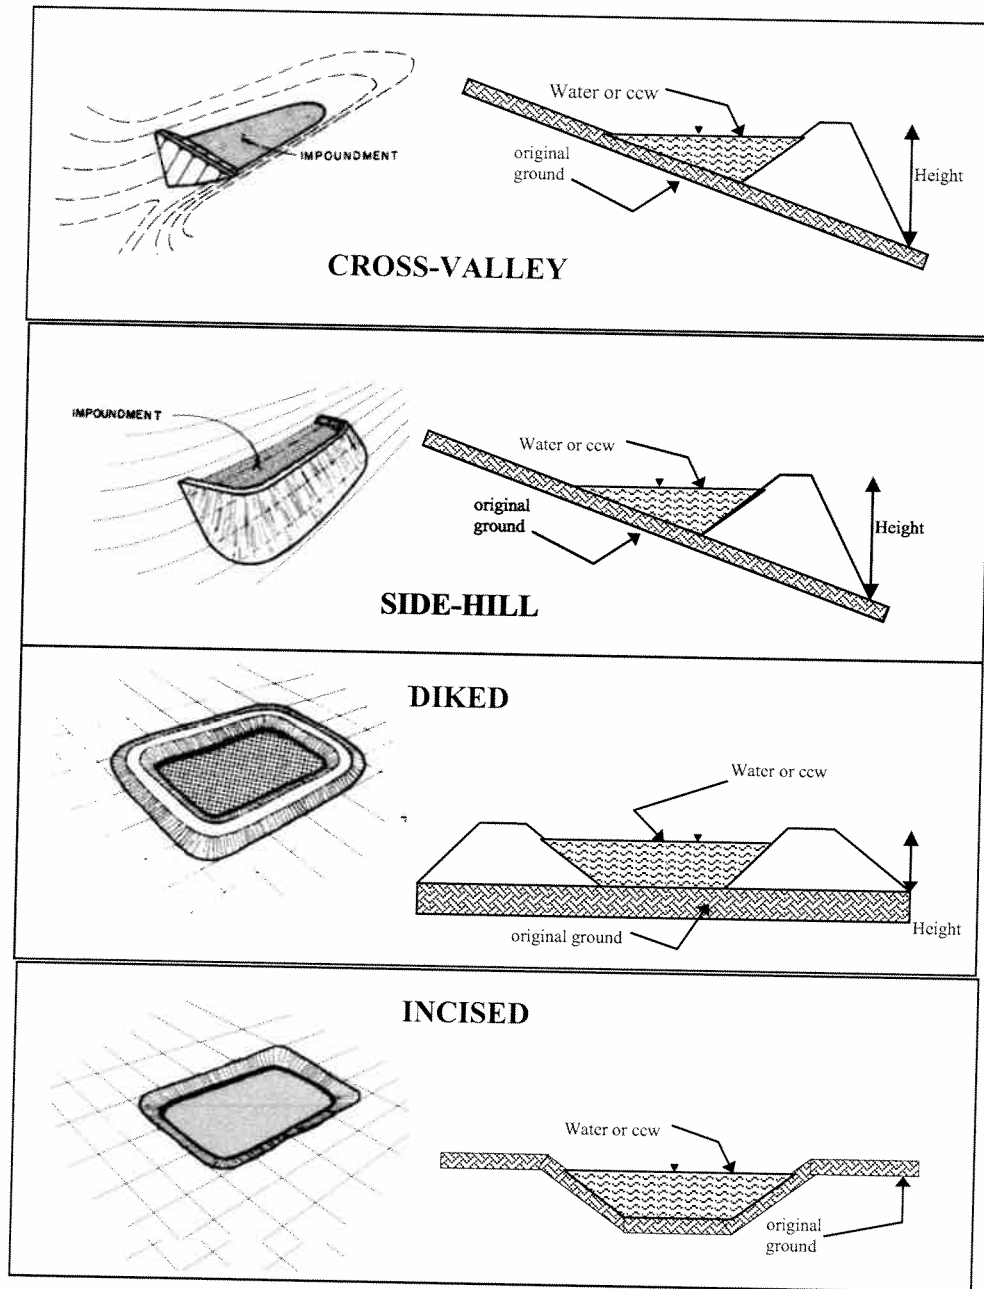 Water or ccw
IMPOUNDMENT
original
ground
Height
CROSS-VALLEY
IMPOUNDMENT
Water or ccw
original
ground
Height
SIDE-HILL
DIKED
Water or ccw
original ground
Height
INCISED
Water or ccw
original
ground